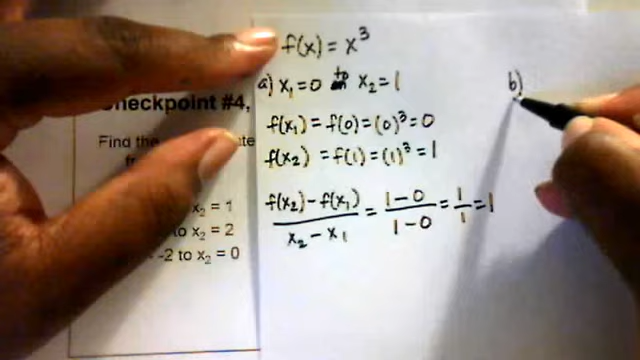 f(x) = x³
a) x₁ = 0 to x₂ = 1
f(x₁) = f(0) = (0)³ = 0
f(x₂) = f(1) = (1)³ = 1
f(x₂) – f(x₁) / x₂ – x₁ = 1 – 0 / 1 – 0 = 1/1 = 1
b)
#4,
Find the
x₂ = 1
to x₂ = 2
-2 to x₂ = 0